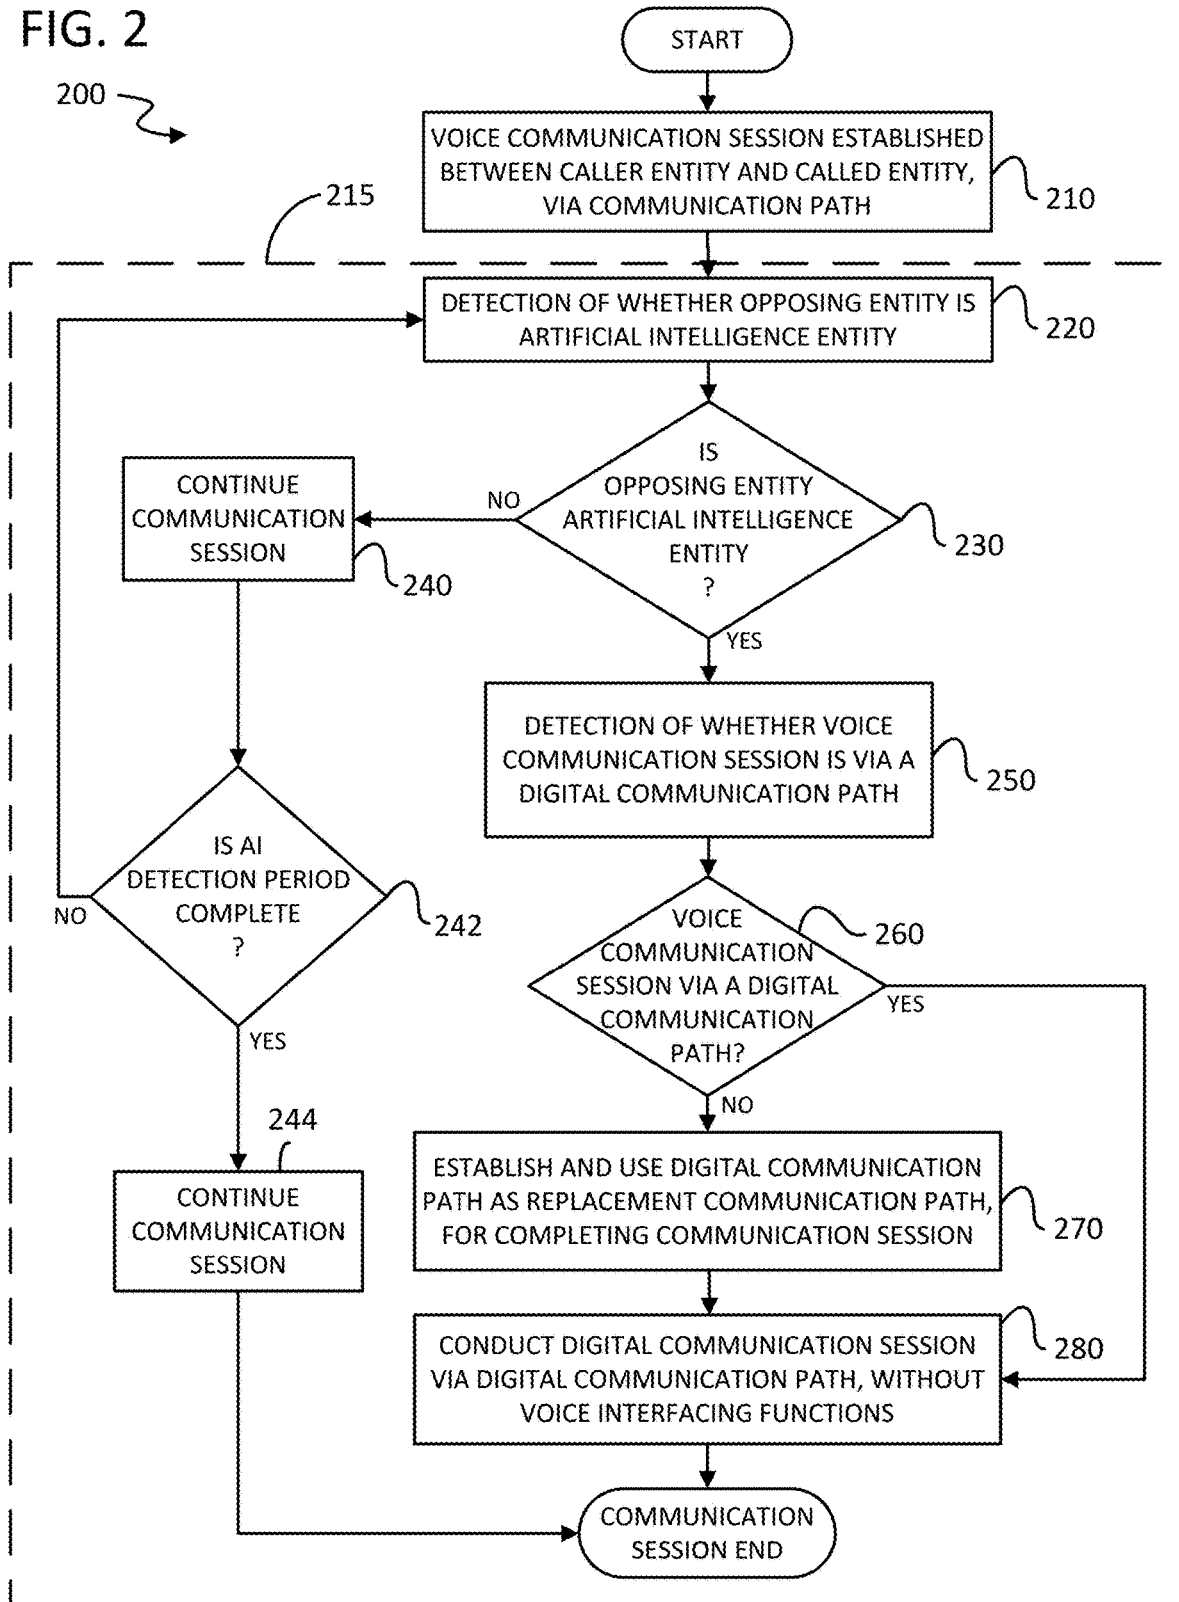 FIG. 2
200
START
VOICE COMMUNICATION SESSION ESTABLISHED
BETWEEN CALLER ENTITY AND CALLED ENTITY,
VIA COMMUNICATION PATH
210
215
DETECTION OF WHETHER OPPOSING ENTITY IS
ARTIFICIAL INTELLIGENCE ENTITY
220
IS
OPPOSING ENTITY
ARTIFICIAL INTELLIGENCE
ENTITY
?
230
NO
YES
CONTINUE
COMMUNICATION
SESSION
240
DETECTION OF WHETHER VOICE
COMMUNICATION SESSION IS VIA A
DIGITAL COMMUNICATION PATH
250
IS AI
DETECTION PERIOD
COMPLETE
?
242
NO
YES
VOICE
COMMUNICATION
SESSION VIA A DIGITAL
COMMUNICATION
PATH?
260
YES
NO
244
CONTINUE
COMMUNICATION
SESSION
ESTABLISH AND USE DIGITAL COMMUNICATION
PATH AS REPLACEMENT COMMUNICATION PATH,
FOR COMPLETING COMMUNICATION SESSION
270
CONDUCT DIGITAL COMMUNICATION SESSION
VIA DIGITAL COMMUNICATION PATH, WITHOUT
VOICE INTERFACING FUNCTIONS
280
COMMUNICATION
SESSION END